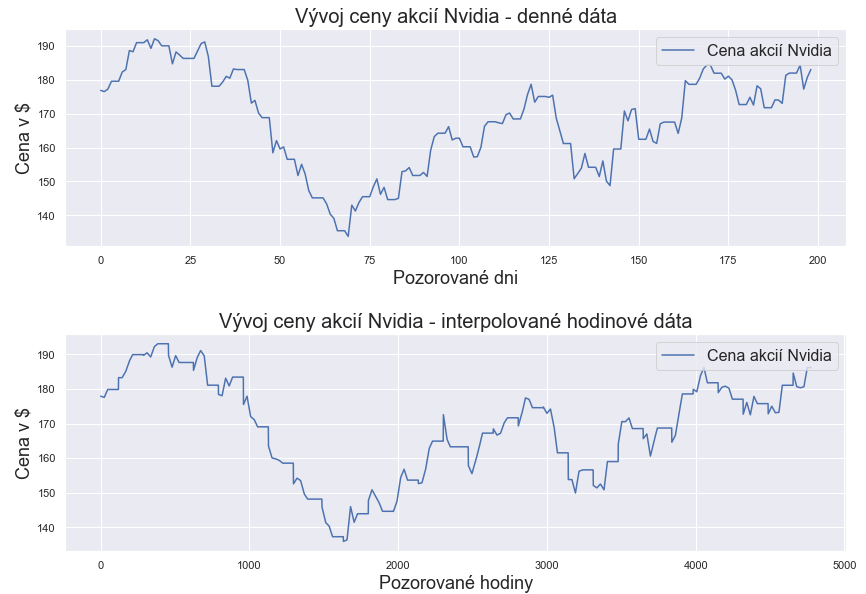 Vývoj ceny akcií Nvidia - denné dáta
Cena akcií Nvidia
190
180
170
160
150
140
Cena v $
0 25 50 75 100 125 150 175 200
Pozorované dni
Vývoj ceny akcií Nvidia - interpolované hodinové dáta
Cena akcií Nvidia
190
180
170
160
150
140
Cena v $
0 1000 2000 3000 4000 5000
Pozorované hodiny